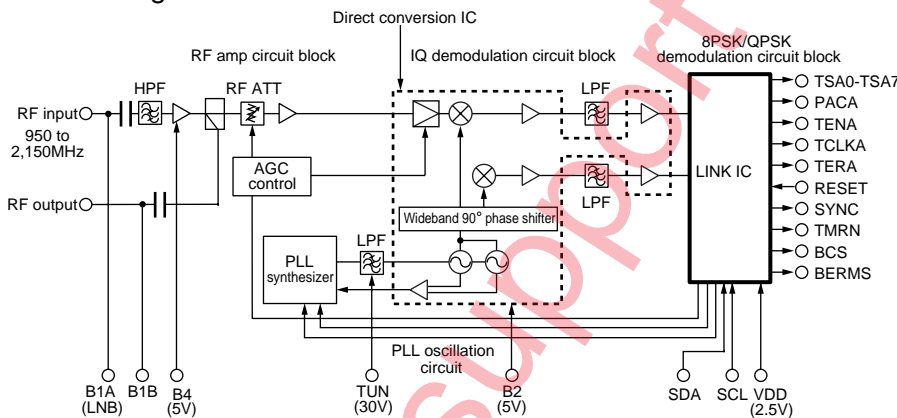 Direct conversion IC
RF amp circuit block
IQ demodulation circuit block
8PSK/QPSK
demodulation circuit block
HPF
RF ATT
LPF
RF input
950 to
2,150MHz
AGC
control
LPF
LINK IC
RF output
Wideband 90° phase shifter
PLL
synthesizer
LPF
TSA0-TSA7
PACA
TENA
TCLKA
TERA
RESET
SYNC
TMRN
BCS
BERMS
PLL oscillation
circuit
B1A
(LNB)
B1B
B4
(5V)
TUN
(30V)
B2
(5V)
SDA
SCL
VDD
(2.5V)
support